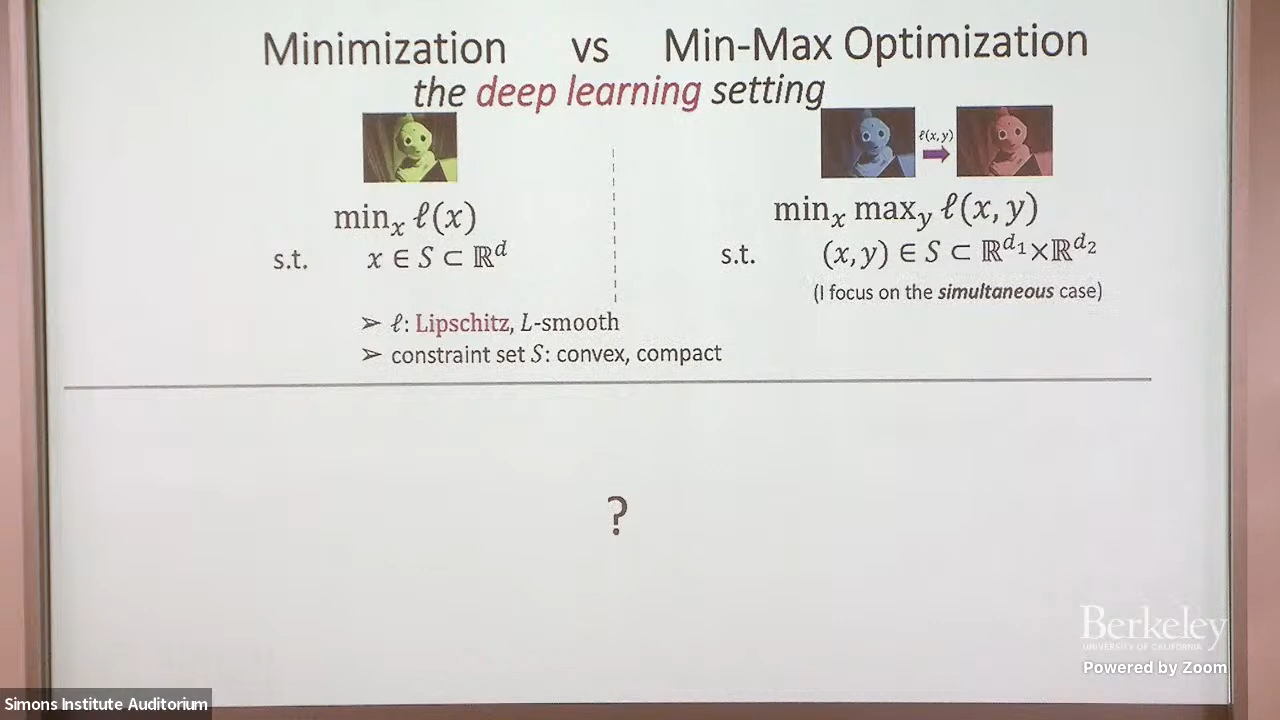 Minimization vs Min-Max Optimization
the deep learning setting
ℓ(x,y)
min_x ℓ(x)
s.t. x ∈ S ⊂ ℝ^d
min_x max_y ℓ(x, y)
s.t. (x, y) ∈ S ⊂ ℝ^{d_1}×ℝ^{d_2}
(I focus on the simultaneous case)
➢ ℓ: Lipschitz, L-smooth
➢ constraint set S: convex, compact
?
Berkeley
UNIVERSITY OF CALIFORNIA
Powered by Zoom
Simons Institute Auditorium